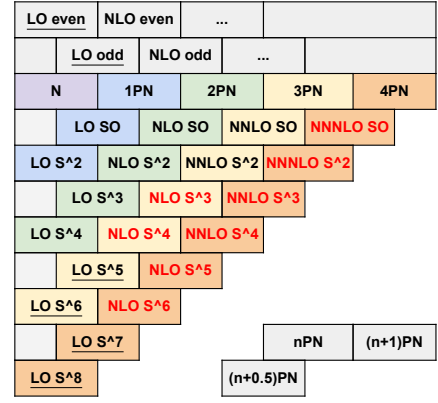 LO even NLO even ...
LO odd NLO odd ...
N 1PN 2PN 3PN 4PN
LO SO NLO SO NNLO SO NNNLO SO
LO S^2 NLO S^2 NNLO S^2 NNNLO S^2
LO S^3 NLO S^3 NNLO S^3
LO S^4 NLO S^4 NNLO S^4
LO S^5 NLO S^5
LO S^6 NLO S^6
LO S^7 nPN (n+1)PN
LO S^8 (n+0.5)PN